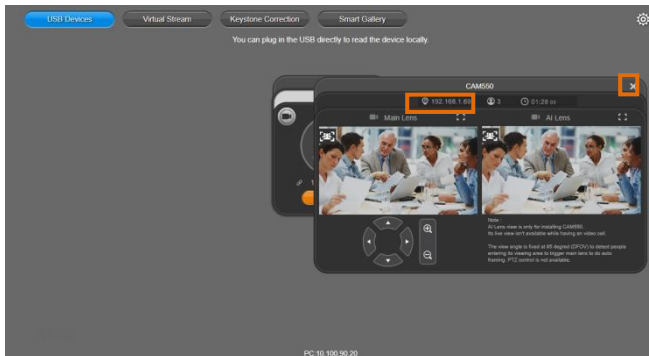 USB Devices
Virtual Stream
Keystone Correction
Smart Gallery
You can plug in the USB directly to read the device locally.
CAM550
192.168.1.60
3
01:28
Main Lens
AI Lens
Note :
AI Lens view is only for installing CAM550.
Its live view isn't available while having an video call.
The view angle is fixed at 85 degred (DFOV) to detect people
entering its viewing area to trigger main lens to do auto
framing. PTZ control is not available.
PC:10.100.90.20